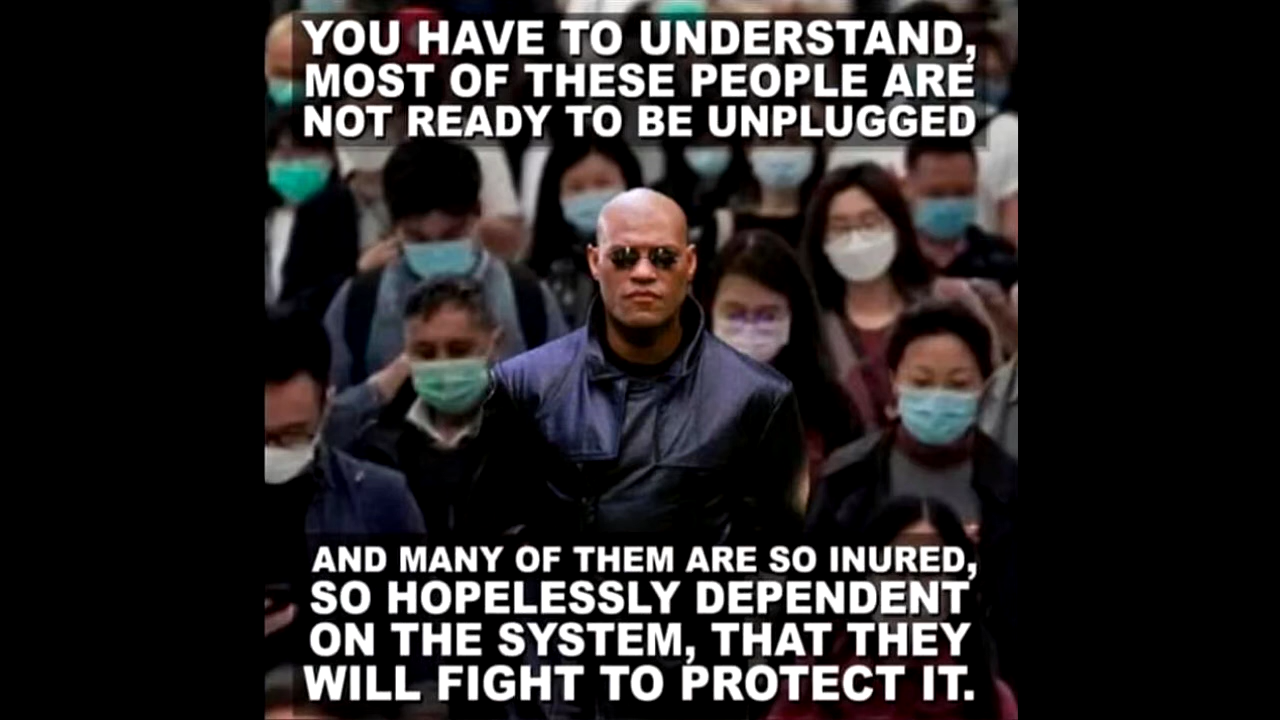 YOU HAVE TO UNDERSTAND,
MOST OF THESE PEOPLE ARE
NOT READY TO BE UNPLUGGED
AND MANY OF THEM ARE SO INURED,
SO HOPELESSLY DEPENDENT
ON THE SYSTEM, THAT THEY
WILL FIGHT TO PROTECT IT.